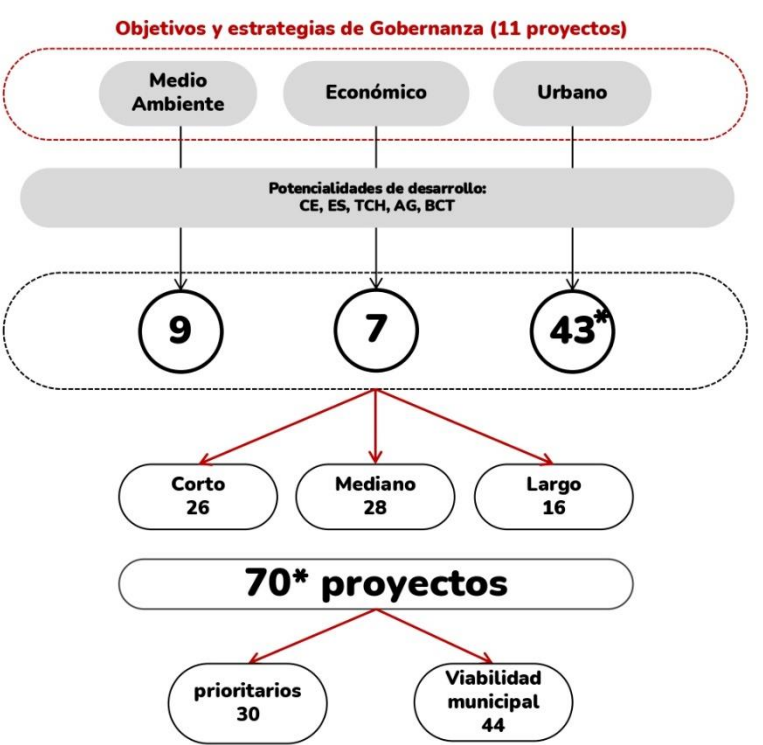 Objetivos y estrategias de Gobernanza (11 proyectos)
Medio
Ambiente
Económico
Urbano
Potencialidades de desarrollo:
CE, ES, TCH, AG, BCT
9
7
43*
Corto
26
Mediano
28
Largo
16
70* proyectos
prioritarios
30
Viabilidad
municipal
44